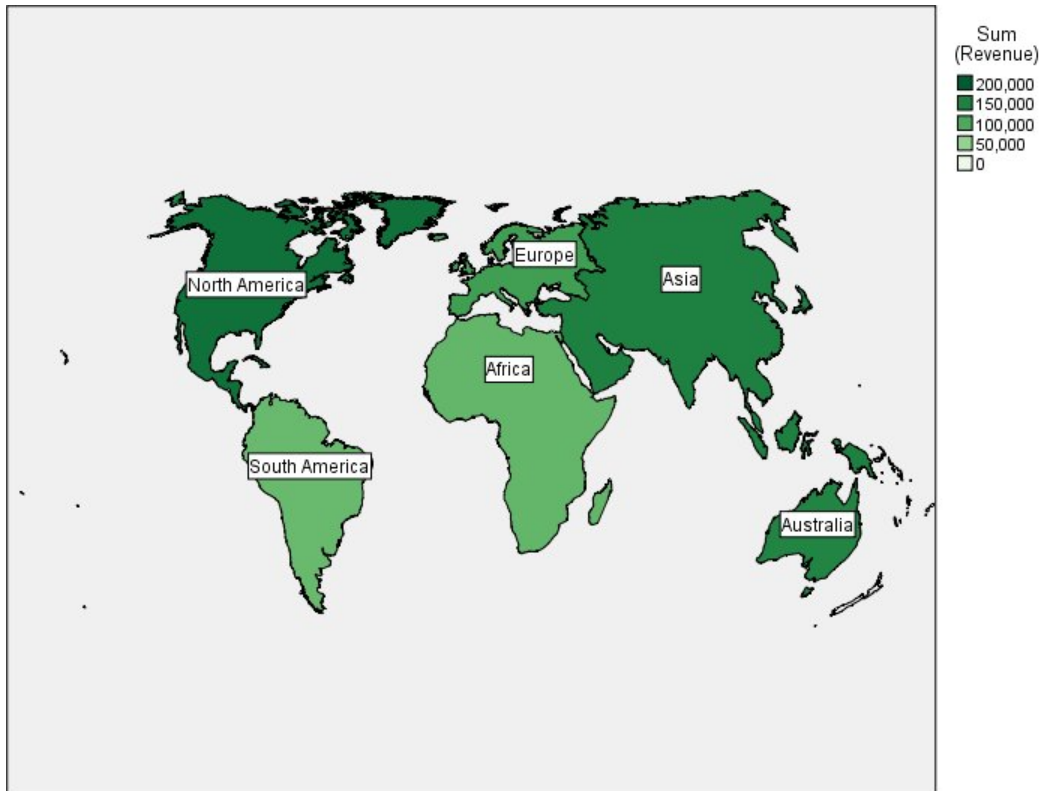 Sum
(Revenue)
200,000
150,000
100,000
50,000
0
Europe
North America
Asia
Africa
South America
Australia